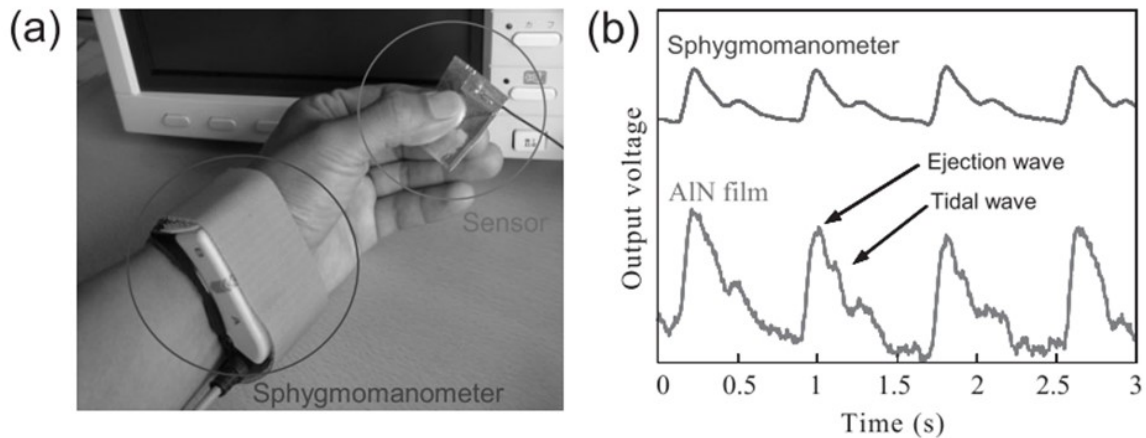 (a)
Sensor
Sphygmomanometer
(b)
Sphygmomanometer
Ejection wave
AlN film
Tidal wave
Output voltage
0 0.5 1 1.5 2 2.5 3
Time (s)